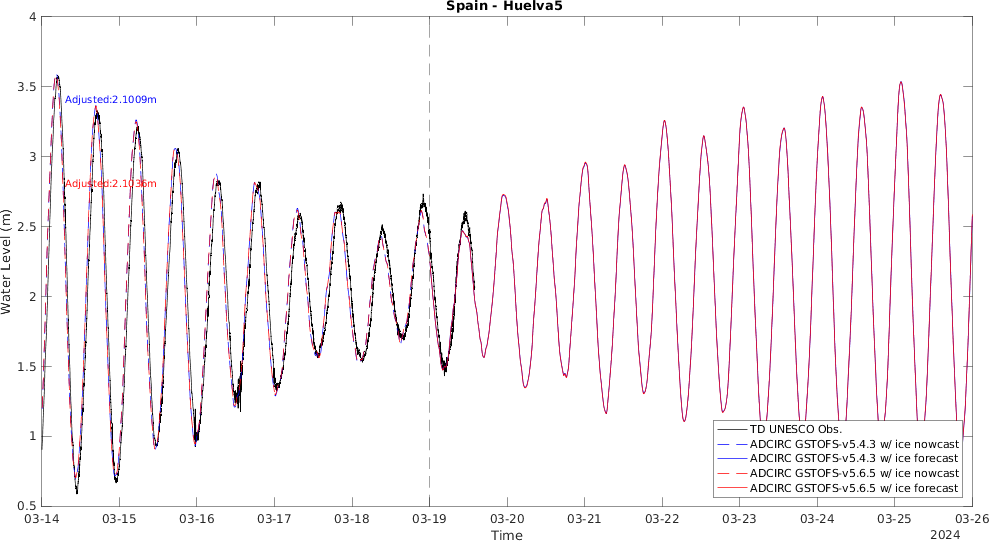 Spain - Huelva5
4
3.5
3
2.5
2
1.5
1
0.5
Water Level (m)
Adjusted:2.1009m
Adjusted:2.1036m
TD UNESCO Obs.
ADCIRC GSTOFS-v5.4.3 w/ ice nowcast
ADCIRC GSTOFS-v5.4.3 w/ ice forecast
ADCIRC GSTOFS-v5.6.5 w/ ice nowcast
ADCIRC GSTOFS-v5.6.5 w/ ice forecast
03-14 03-15 03-16 03-17 03-18 03-19 03-20 03-21 03-22 03-23 03-24 03-25 03-26
Time
2024